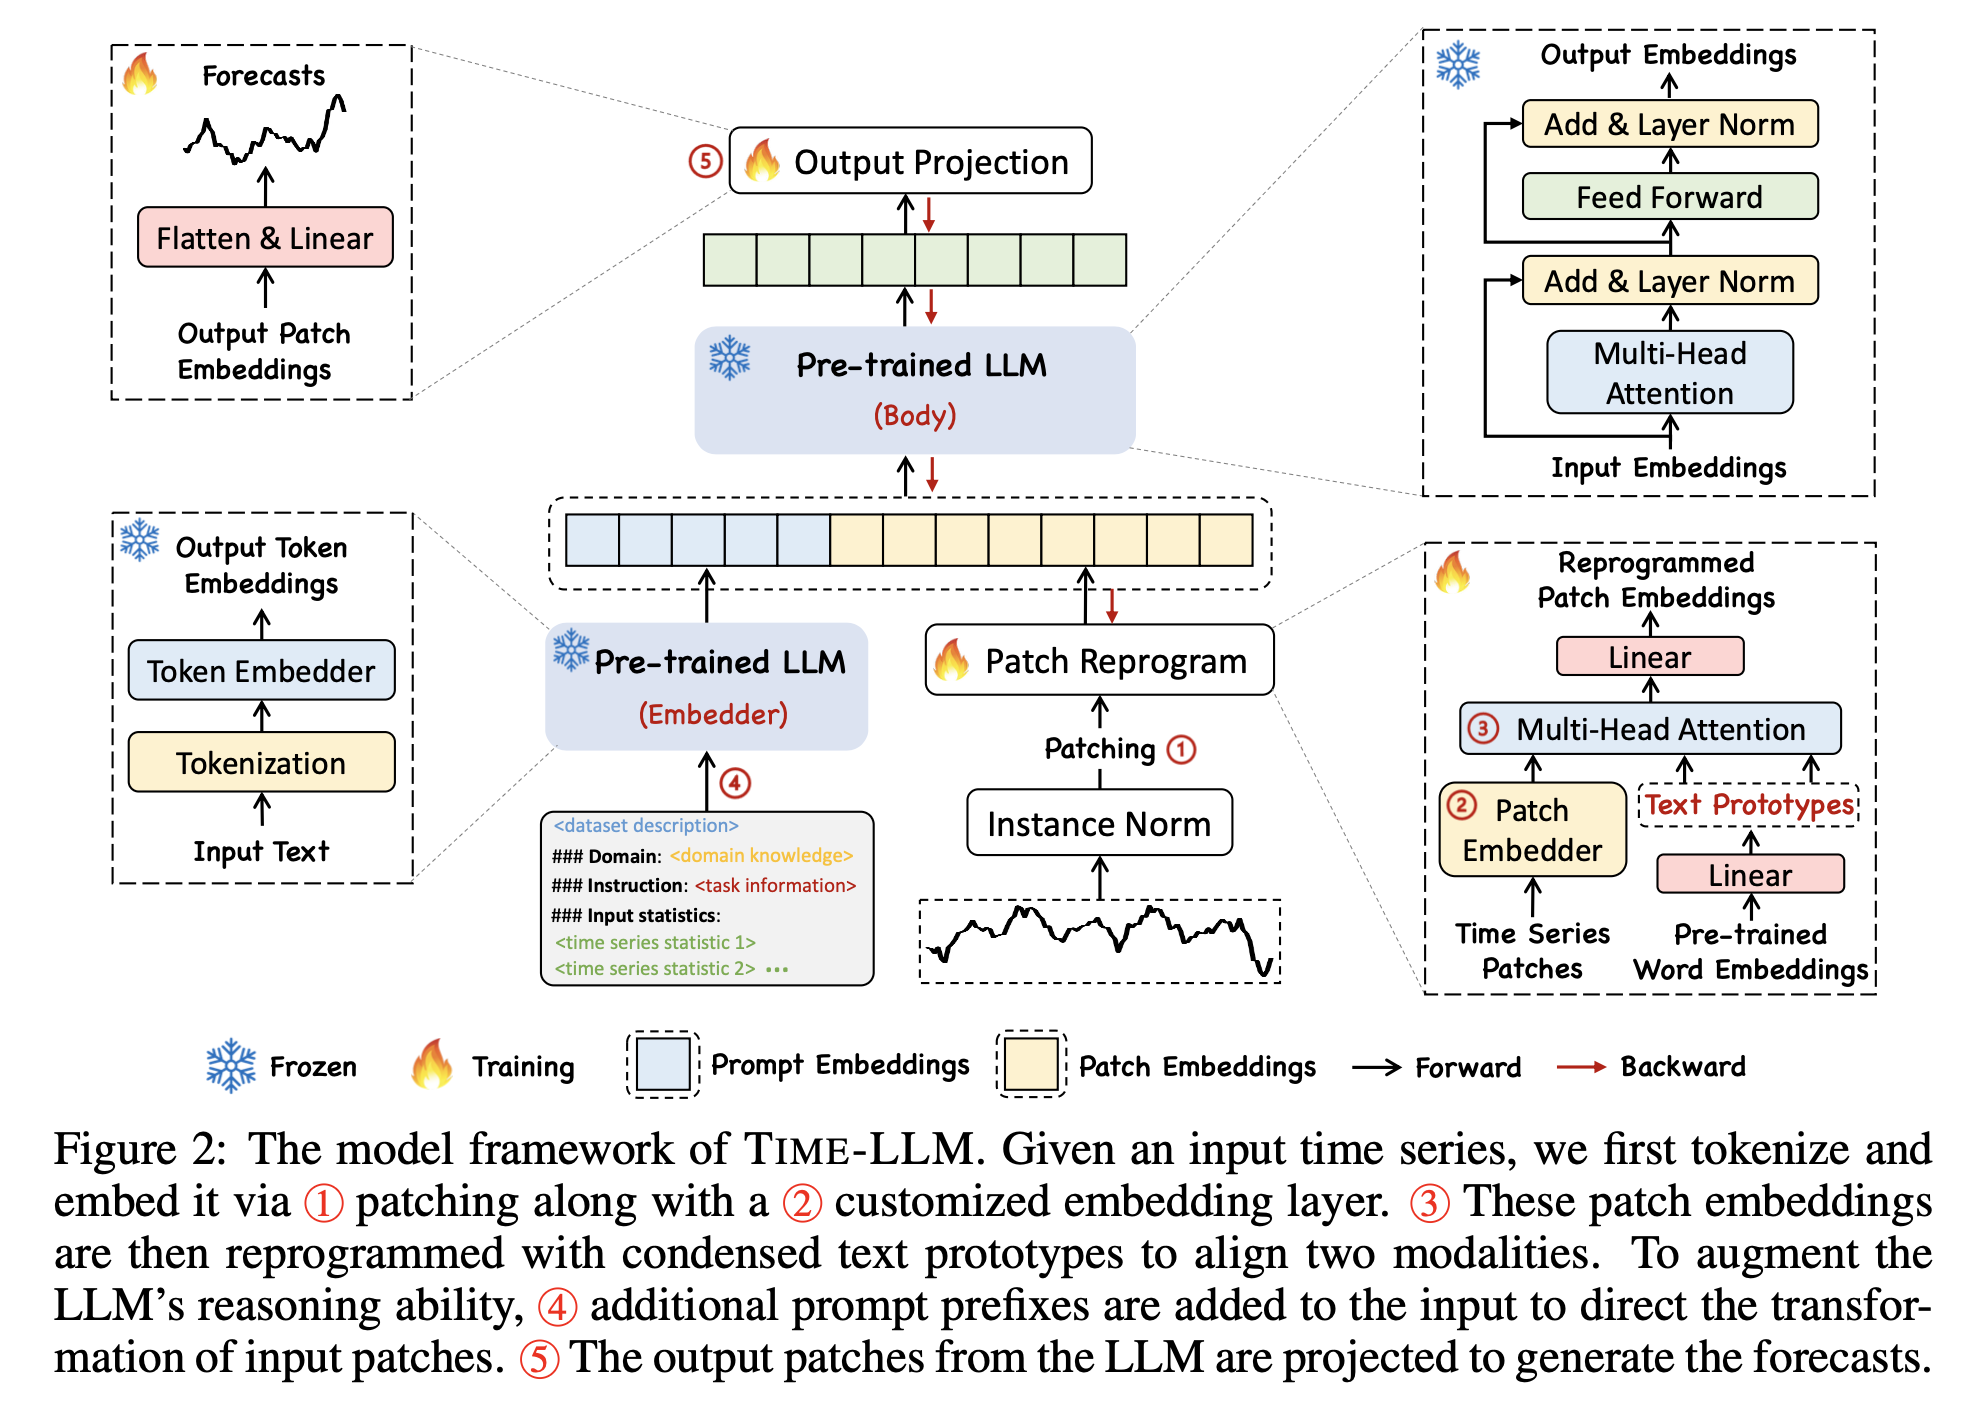 Forecasts
Flatten & Linear
Output Patch
Embeddings
⑤ Output Projection
Pre-trained LLM
(Body)
Output Embeddings
Add & Layer Norm
Feed Forward
Add & Layer Norm
Multi-Head
Attention
Input Embeddings
Output Token
Embeddings
Token Embedder
Tokenization
Input Text
Pre-trained LLM
(Embedder)
④
<dataset description>
### Domain: <domain knowledge>
### Instruction: <task information>
### Input statistics:
<time series statistic 1>
<time series statistic 2> •••
Patch Reprogram
Patching ①
Instance Norm
Reprogrammed
Patch Embeddings
Linear
③ Multi-Head Attention
② Patch
Embedder
Text Prototypes
Linear
Time Series
Patches
Pre-trained
Word Embeddings
Frozen
Training
Prompt Embeddings
Patch Embeddings
Forward
Backward
Figure 2: The model framework of TIME-LLM. Given an input time series, we first tokenize and
embed it via ① patching along with a ② customized embedding layer. ③ These patch embeddings
are then reprogrammed with condensed text prototypes to align two modalities. To augment the
LLM's reasoning ability, ④ additional prompt prefixes are added to the input to direct the transfor-
mation of input patches. ⑤ The output patches from the LLM are projected to generate the forecasts.